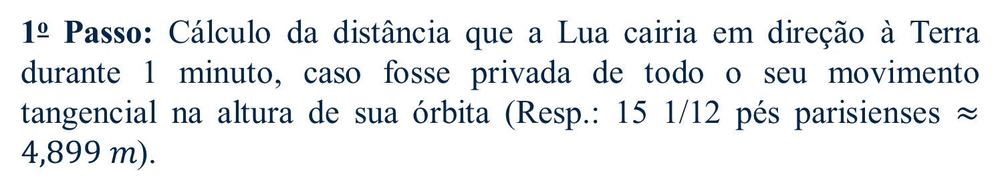 1º Passo: Cálculo da distância que a Lua cairia em direção à Terra
durante 1 minuto, caso fosse privada de todo o seu movimento
tangencial na altura de sua órbita (Resp.: 15 1/12 pés parisienses ≈
4,899 m).